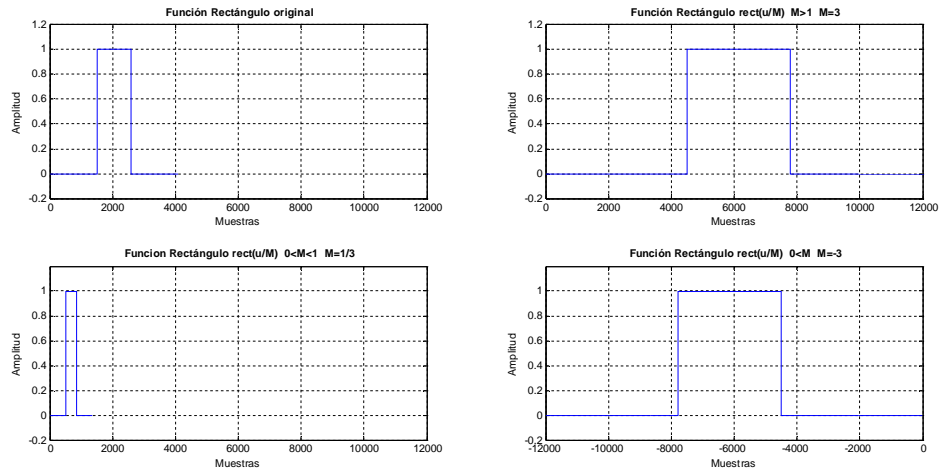 Función Rectángulo original
1.2
1
0.8
0.6
0.4
0.2
0
-0.2
Amplitud
0 2000 4000 6000 8000 10000 12000
Muestras
Función Rectángulo rect(u/M) M>1 M=3
1.2
1
0.8
0.6
0.4
0.2
0
-0.2
Amplitud
0 2000 4000 6000 8000 10000 12000
Muestras
Funcion Rectángulo rect(u/M) 0<M<1 M=1/3
1
0.8
0.6
0.4
0.2
0
-0.2
Amplitud
0 2000 4000 6000 8000 10000 12000
Muestras
Función Rectángulo rect(u/M) 0<M M=-3
1
0.8
0.6
0.4
0.2
0
-0.2
Amplitud
-12000 -10000 -8000 -6000 -4000 -2000 0
Muestras